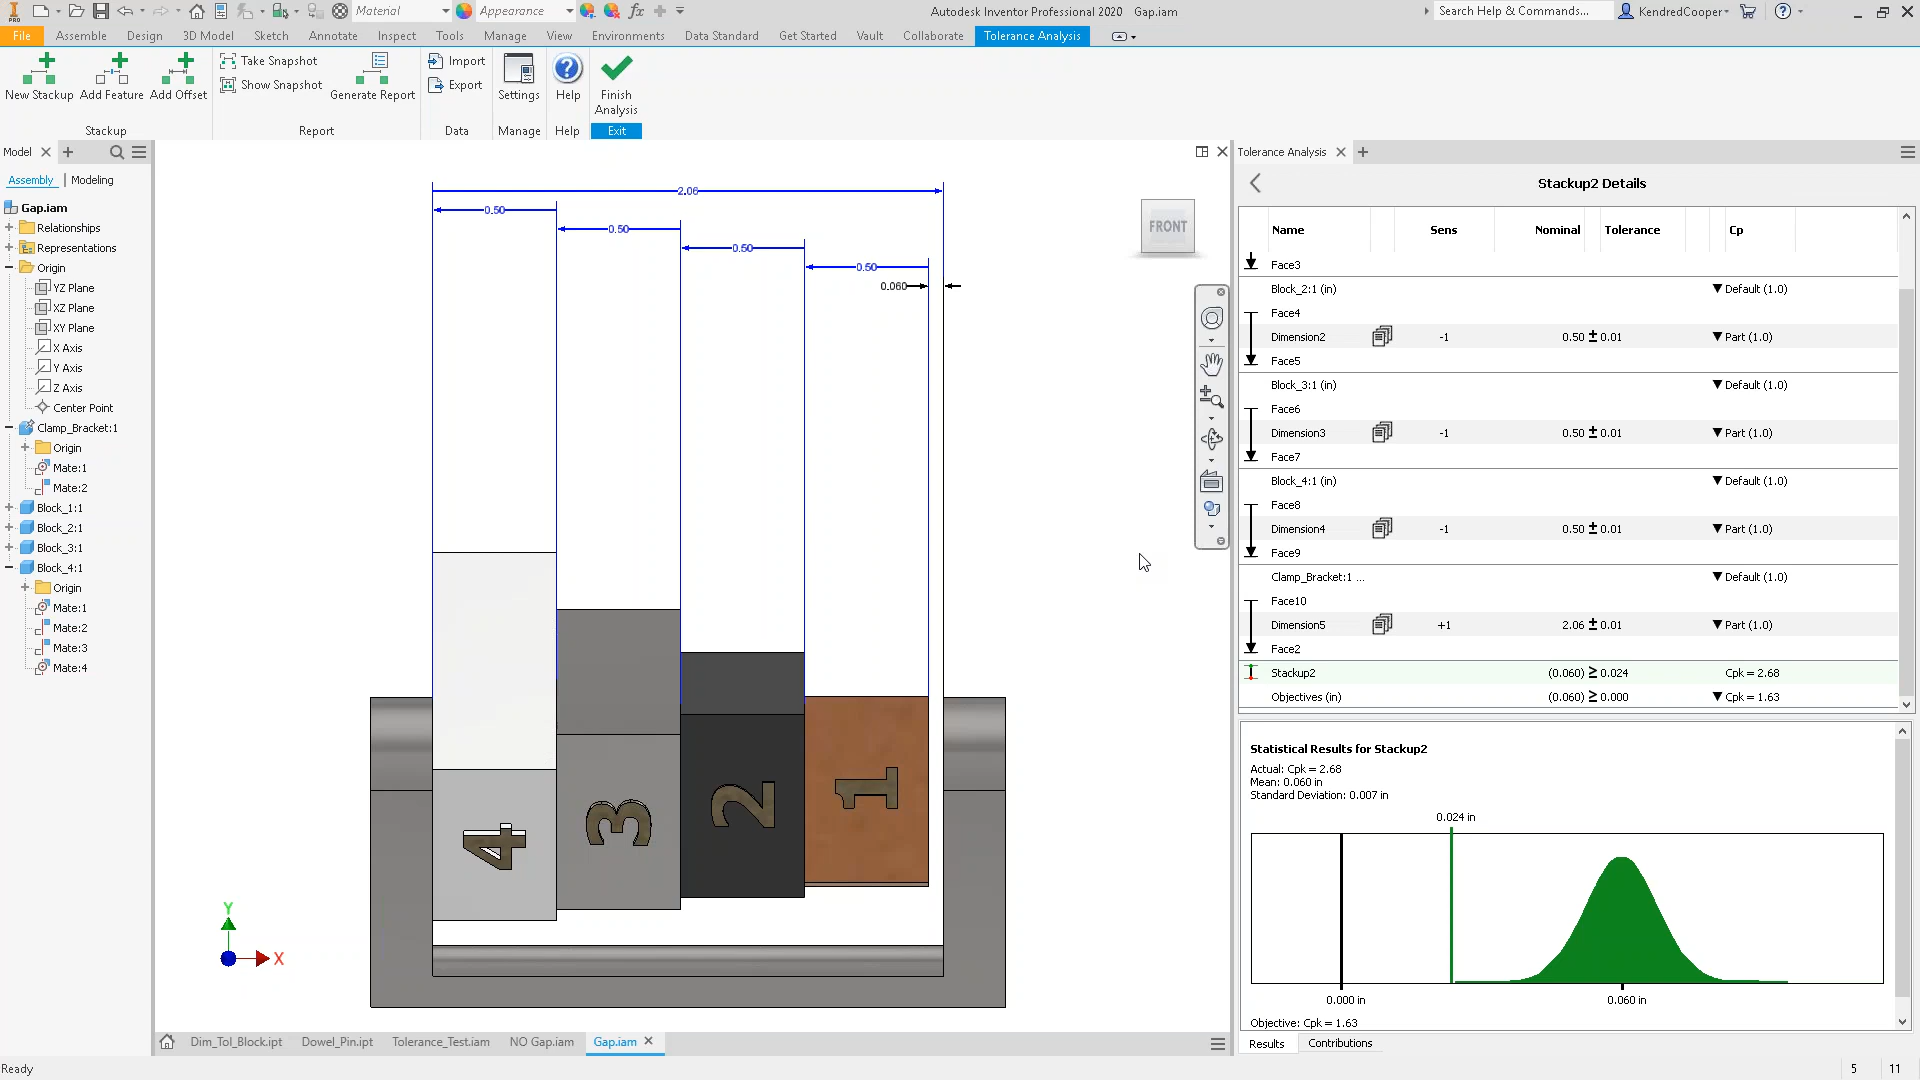 Material
Appearance
fx
Autodesk Inventor Professional 2020 Gap.iam
Search Help & Commands...
KendredCooper
File Assemble Design 3D Model Sketch Annotate Inspect Tools Manage View Environments Data Standard Get Started Vault Collaborate Tolerance Analysis
New Stackup
Add Feature
Add Offset
Stackup
Take Snapshot
Show Snapshot
Generate Report
Report
Import
Export
Data
Settings
Manage
Help
Help
Finish
Analysis
Exit
Model
Assembly | Modeling
Gap.iam
Relationships
Representations
Origin
YZ Plane
XZ Plane
XY Plane
X Axis
Y Axis
Z Axis
Center Point
Clamp_Bracket:1
Origin
Mate:1
Mate:2
Block_1:1
Block_2:1
Block_3:1
Block_4:1
Origin
Mate:1
Mate:2
Mate:3
Mate:4
2.06
0.50
0.50
0.50
0.50
0.060
FRONT
4
3
2
1
Y
X
Tolerance Analysis
Stackup2 Details
Name Sens Nominal Tolerance Cp
Face3
Block_2:1 (in) Default (1.0)
Face4
Dimension2 -1 0.50 ± 0.01 Part (1.0)
Face5
Block_3:1 (in) Default (1.0)
Face6
Dimension3 -1 0.50 ± 0.01 Part (1.0)
Face7
Block_4:1 (in) Default (1.0)
Face8
Dimension4 -1 0.50 ± 0.01 Part (1.0)
Face9
Clamp_Bracket:1 ... Default (1.0)
Face10
Dimension5 +1 2.06 ± 0.01 Part (1.0)
Face2
Stackup2 (0.060) ≥ 0.024 Cpk = 2.68
Objectives (in) (0.060) ≥ 0.000 Cpk = 1.63
Statistical Results for Stackup2
Actual: Cpk = 2.68
Mean: 0.060 in
Standard Deviation: 0.007 in
0.024 in
0.000 in
0.060 in
Objective: Cpk = 1.63
Results Contributions
Dim_Tol_Block.ipt Dowel_Pin.ipt Tolerance_Test.iam NO Gap.iam Gap.iam
Ready
5 11